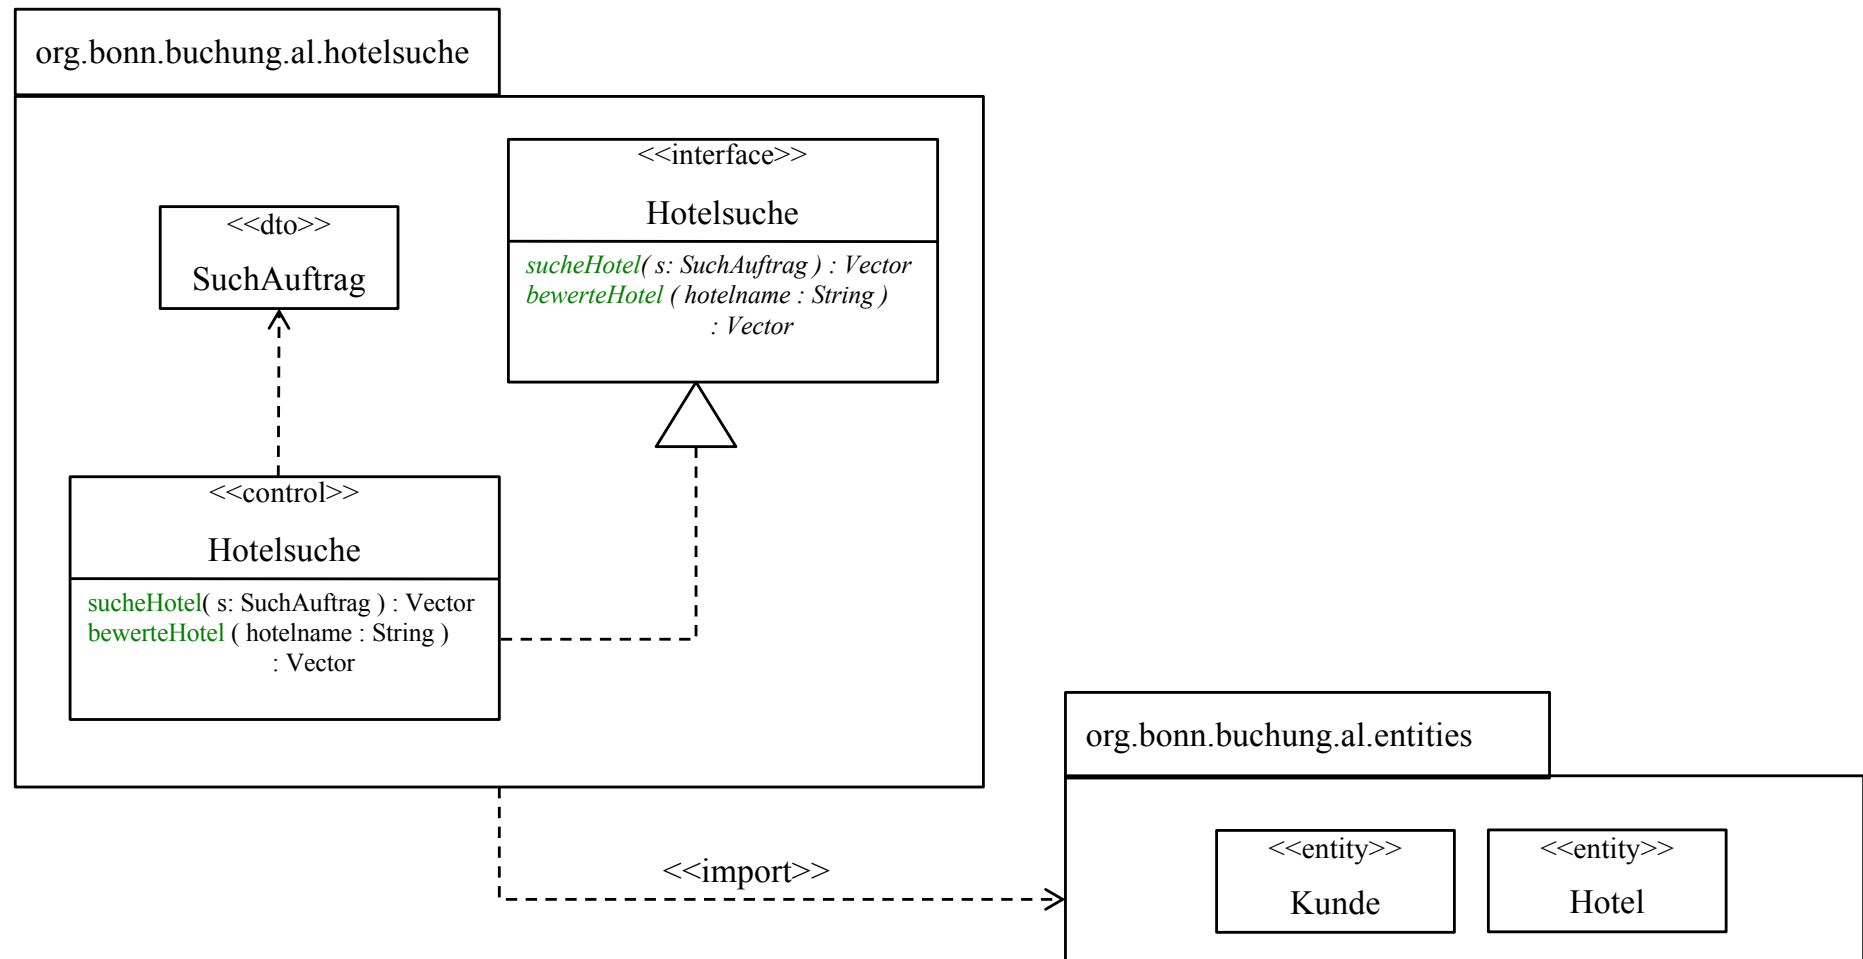 org.bonn.buchung.al.hotelsuche
<<interface>>
Hotelsuche
sucheHotel( s: SuchAuftrag ) : Vector
bewerteHotel ( hotelname : String )
: Vector
<<dto>>
SuchAuftrag
<<control>>
Hotelsuche
sucheHotel( s: SuchAuftrag ) : Vector
bewerteHotel ( hotelname : String )
: Vector
<<import>>
org.bonn.buchung.al.entities
<<entity>>
Kunde
<<entity>>
Hotel